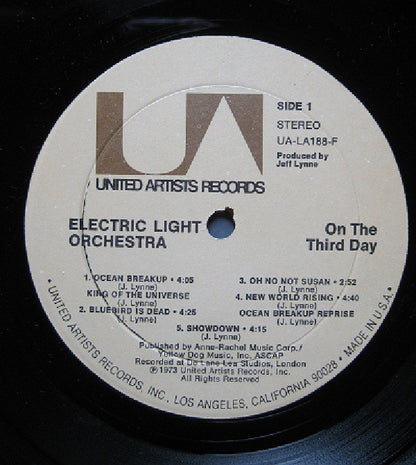 UA
SIDE 1
STEREO
UA-LA188-F
Produced by
Jeff Lynne
UNITED ARTISTS RECORDS
ELECTRIC LIGHT
ORCHESTRA
On The
Third Day
1. OCEAN BREAKUP • 4:05
(J. Lynne)
KING OF THE UNIVERSE
(J. Lynne)
2. BLUEBIRD IS DEAD • 4:25
(J. Lynne)
3. OH NO NOT SUSAN • 2:52
(J. Lynne)
4. NEW WORLD RISING • 4:40
(J. Lynne)
OCEAN BREAKUP REPRISE
(J. Lynne)
5. SHOWDOWN • 4:15
(J. Lynne)
Published by Anne-Rachel Music Corp./
Yellow Dog Music, Inc. ASCAP
Recorded at De Lane Lea Studios, London
℗ 1973 United Artists Records, Inc.
All Rights Reserved
• UNITED ARTISTS RECORDS, INC., LOS ANGELES, CALIFORNIA 90028 • MADE IN U.S.A. •